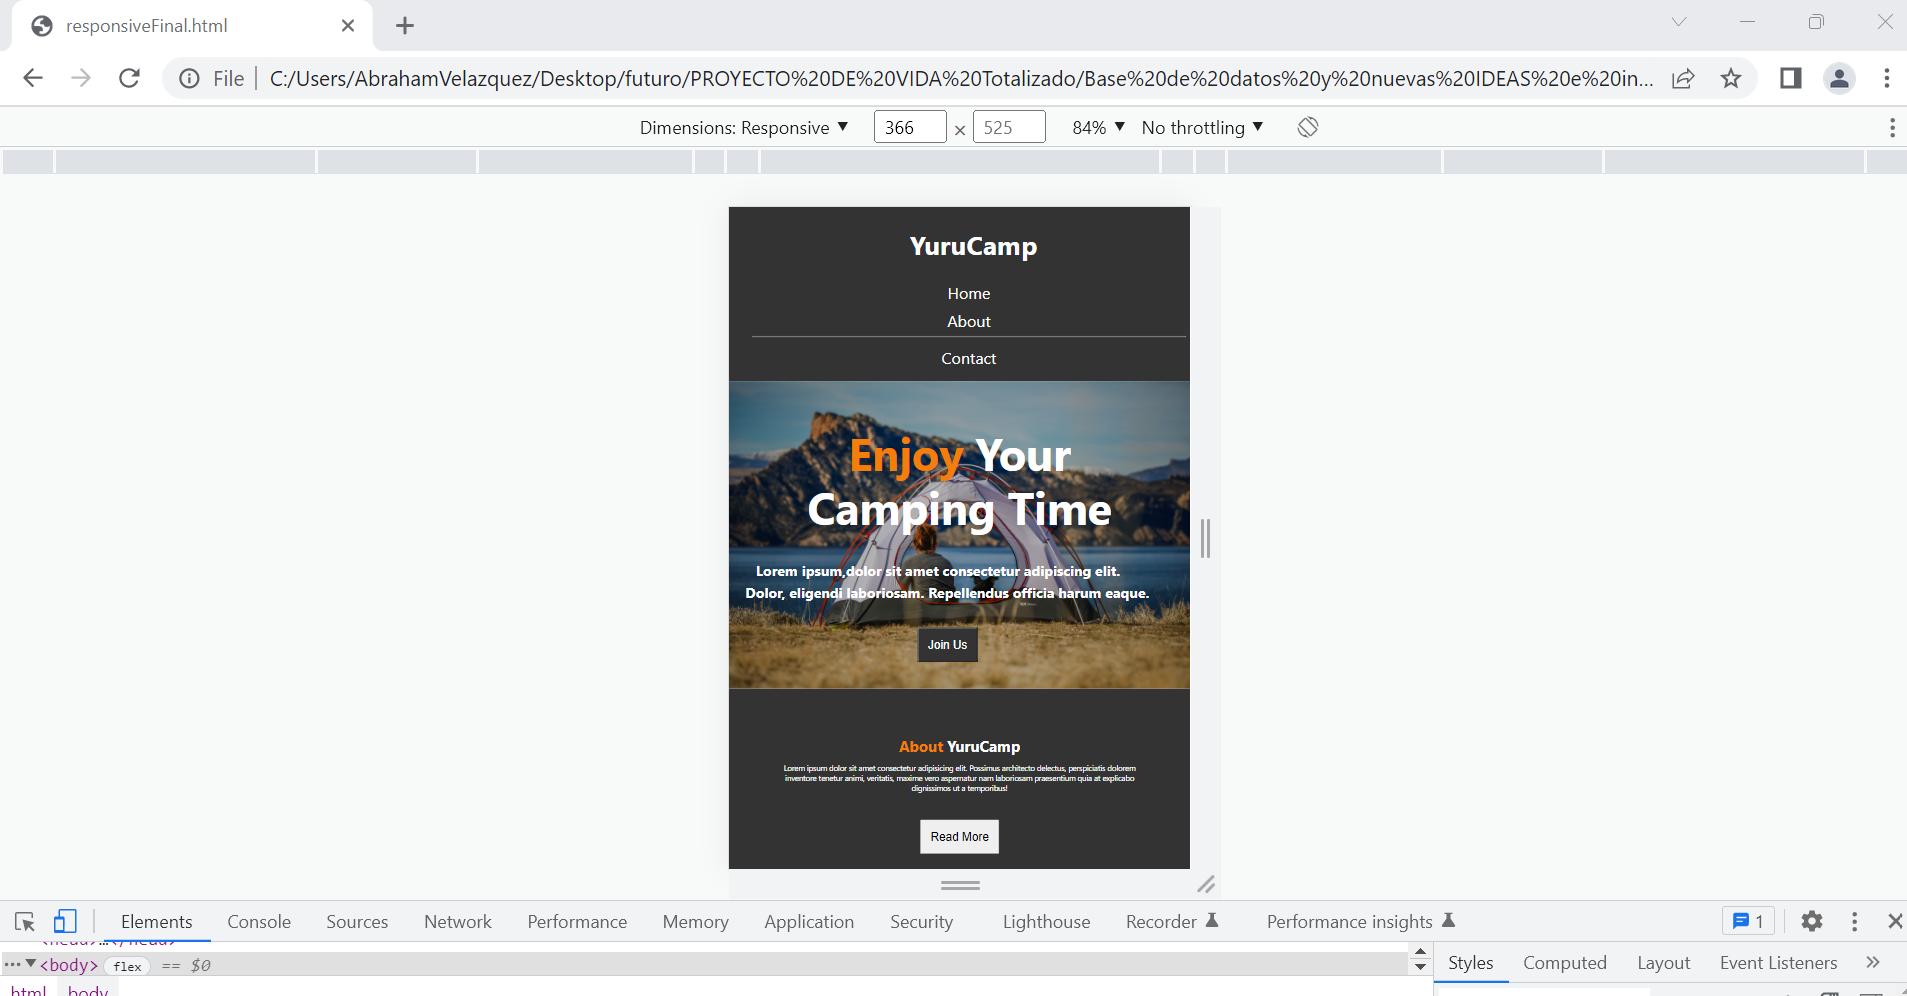 responsiveFinal.html
File C:/Users/AbrahamVelazquez/Desktop/futuro/PROYECTO%20DE%20VIDA%20Totalizado/Base%20de%20datos%20y%20nuevas%20IDEAS%20e%20in...
Dimensions: Responsive 366 × 525 84% No throttling
YuruCamp
Home
About
Contact
Enjoy Your
Camping Time
Lorem ipsum,dolor sit amet consectetur adipiscing elit.
Dolor, eligendi laboriosam. Repellendus officia harum eaque.
Join Us
About YuruCamp
Lorem ipsum dolor sit amet consectetur adipisicing elit. Possimus architecto delectus, perspiciatis dolorem
inventore tenetur animi, veritatis, maxime vero aspernatur nam laboriosam praesentium quia at explicabo
dignissimos ut a temporibus!
Read More
Elements Console Sources Network Performance Memory Application Security Lighthouse Recorder Performance insights 1
<head>…</head>
<body> flex == $0
Styles Computed Layout Event Listeners
html body